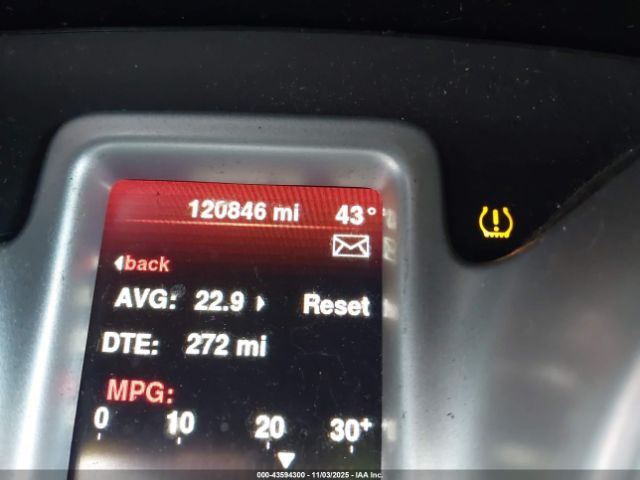 120846 mi 43°
back
AVG: 22.9 Reset
DTE: 272 mi
MPG:
0 10 20 30+
000-43594300 - 11/03/2025 - IAA Inc.